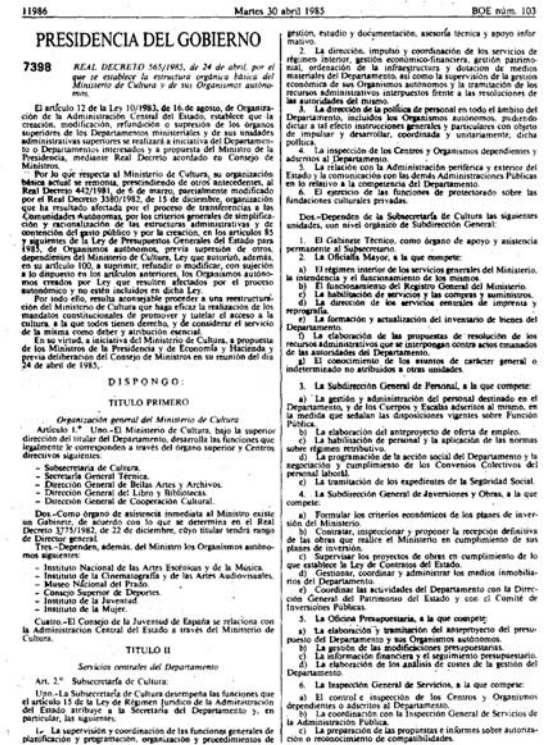 11986
Martes 30 abril 1985
BOE núm. 103
PRESIDENCIA DEL GOBIERNO
7398
REAL DECRETO 565/1985, de 24 de abril, por el
que se establece la estructura orgánica básica del
Ministerio de Cultura y de sus Organismos autóno-
mos.
El artículo 12 de la Ley 10/1983, de 16 de agosto, de Organiza-
ción de la Administración Central del Estado, establece que la
creación, modificación, refundición o supresión de los órganos
superiores de los Departamentos ministeriales y de sus unidades
administrativas superiores se realizará a iniciativa del Departamen-
to o Departamentos interesados y a propuesta del Ministro de la
Presidencia, mediante Real Decreto acordado en Consejo de
Ministros.
Por lo que respecta al Ministerio de Cultura, su organización
básica actual se remonta, prescindiendo de otros antecedentes, al
Real Decreto 442/1981, de 6 de marzo, parcialmente modificado
por el Real Decreto 3580/1982, de 15 de diciembre, organización
que ha resultado afectada por el proceso de transferencias a las
Comunidades Autónomas, por los criterios generales de simplifica-
ción y racionalización de las estructuras administrativas y de
contención del gasto público y por la creación, en los artículos 85
y siguientes de la Ley de Presupuestos Generales del Estado para
1985, de Organismos autónomos, previa supresión de otros,
dependientes del Ministerio de Cultura, Ley que autorizó, además,
en su artículo 100, a suprimir, refundir o modificar, con sujeción
a lo dispuesto en los artículos anteriores, los Organismos autóno-
mos creados por Ley que resulten afectados por el proceso
autonómico y no estén incluidos en dicha Ley.
Por todo ello, resulta aconsejable proceder a una reestructura-
ción del Ministerio de Cultura que haga eficaz la realización de los
mandatos constitucionales de promover y tutelar el acceso a la
cultura, a la que todos tienen derecho, y de considerar el servicio
de la misma como deber y atribución esencial.
En su virtud, a iniciativa del Ministro de Cultura, a propuesta
de los Ministros de la Presidencia y de Economía y Hacienda y
previa deliberación del Consejo de Ministros en su reunión del día
24 de abril de 1985,
DISPONGO:
TITULO PRIMERO
Organización general del Ministerio de Cultura
Artículo 1.º Uno.-El Ministerio de Cultura, bajo la superior
dirección del titular del Departamento, desarrolla las funciones que
legalmente le corresponden a través del órgano superior y Centros
directivos siguientes:
- Subsecretaría de Cultura.
- Secretaría General Técnica.
- Dirección General de Bellas Artes y Archivos.
- Dirección General del Libro y Bibliotecas.
- Dirección General de Cooperación Cultural.
Dos.-Como órgano de asistencia inmediata al Ministro existe
un Gabinete, de acuerdo con lo que se determina en el Real
Decreto 3775/1982, de 22 de diciembre, cuyo titular tendrá rango
de Director general.
Tres.-Dependen, además, del Ministro los Organismos autóno-
mos siguientes:
- Instituto Nacional de las Artes Escénicas y de la Música.
- Instituto de la Cinematografía y de las Artes Audiovisuales.
- Museo Nacional del Prado.
- Consejo Superior de Deportes.
- Instituto de la Juventud.
- Instituto de la Mujer.
Cuatro.-El Consejo de la Juventud de España se relaciona con
la Administración Central del Estado a través del Ministerio de
Cultura.
TITULO II
Servicios centrales del Departamento
Art. 2.º Subsecretaría de Cultura:
Uno.-La Subsecretaría de Cultura desempeña las funciones que
el artículo 15 de la Ley de Régimen Jurídico de la Administración
del Estado atribuye a la Secretaría del Departamento y, en
particular, las siguientes:
1. La supervisión y coordinación de las funciones generales de
planificación y programación, organización y procedimientos de
gestión, estudio y documentación, asesoría técnica y apoyo infor-
mativo.
2. La dirección, impulso y coordinación de los servicios de
régimen interior, gestión económico-financiera, gestión patrimo-
nial, ordenación de la infraestructura y dotación de medios
materiales del Departamento, así como la supervisión de la gestión
económica de sus Organismos autónomos y la tramitación de los
recursos administrativos interpuestos frente a las resoluciones de
las autoridades del mismo.
3. La dirección de la política de personal en todo el ámbito del
Departamento, incluidos los Organismos autónomos, pudiendo
dictar a tal efecto instrucciones generales y particulares con objeto
de impulsar y desarrollar, coordinada y unitariamente, dicha
política.
4. La inspección de los Centros y Organismos dependientes y
adscritos al Departamento.
5. La relación con la Administración periférica y exterior del
Estado y la comunicación con las demás Administraciones Públicas
en lo relativo a la competencia del Departamento.
6. El ejercicio de las funciones de protectorado sobre las
fundaciones culturales privadas.
Dos.-Dependen de la Subsecretaría de Cultura las siguientes
unidades, con nivel orgánico de Subdirección General:
1. El Gabinete Técnico, como órgano de apoyo y asistencia
permanente al Subsecretario.
2. La Oficialía Mayor, a la que compete:
a) El régimen interior de los servicios generales del Ministerio,
la intendencia y el funcionamiento de los mismos.
b) El funcionamiento del Registro General del Ministerio.
c) La habilitación de servicios y las compras y suministros.
d) La dirección de los servicios centrales de imprenta y
reprografía.
e) La formación y actualización del inventario de bienes del
Departamento.
f) La elaboración de las propuestas de resolución de los
recursos administrativos que se interpongan contra actos emanados
de las autoridades del Departamento.
g) El conocimiento de los asuntos de carácter general o
indeterminado no atribuidos a otras unidades.
3. La Subdirección General de Personal, a la que compete:
a) La gestión y administración del personal destinado en el
Departamento, y de los Cuerpos y Escalas adscritos al mismo, en
la medida que señalan las disposiciones vigentes sobre Función
Pública.
b) La elaboración del anteproyecto de oferta de empleo.
c) La habilitación de personal y la aplicación de las normas
sobre régimen retributivo.
d) La programación de la acción social del Departamento y la
negociación y cumplimiento de los Convenios Colectivos del
personal laboral.
e) La tramitación de los expedientes de la Seguridad Social.
4. La Subdirección General de Inversiones y Obras, a la que
compete:
a) Formular los criterios económicos de los planes de inver-
sión del Ministerio.
b) Contratar, inspeccionar y proponer la recepción definitiva
de las obras que realice el Ministerio en cumplimiento de sus
planes de inversión.
c) Supervisar los proyectos de obras en cumplimiento de lo
que establece la Ley de Contratos del Estado.
d) Gestionar, coordinar y administrar los medios inmobilia-
rios del Departamento.
e) Coordinar las actividades del Departamento con la Direc-
ción General del Patrimonio del Estado y con el Comité de
Inversiones Públicas.
5. La Oficina Presupuestaria, a la que compete:
a) La elaboración y tramitación del anteproyecto del presu-
puesto del Departamento y sus Organismos autónomos.
b) La gestión de las modificaciones presupuestarias.
c) La información financiera y el seguimiento presupuestario.
d) La elaboración de los análisis de costes de la gestión del
Departamento.
6. La Inspección General de Servicios, a la que compete:
a) El control e inspección de los Centros y Organismos
dependientes o adscritos al Departamento.
b) La coordinación con la Inspección General de Servicios de
la Administración Pública.
c) La preparación de las propuestas e informes sobre autoriza-
ción o reconocimiento de compatibilidades.